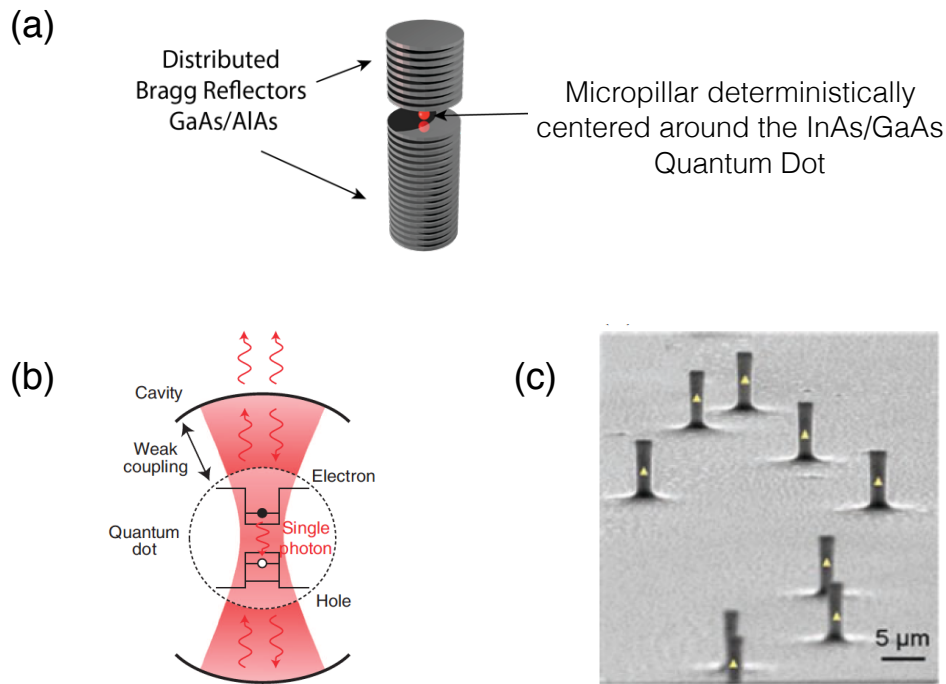 (a)
Distributed
Bragg Reflectors
GaAs/AlAs
Micropillar deterministically
centered around the InAs/GaAs
Quantum Dot
(b)
Cavity
Weak
coupling
Electron
Quantum
dot
Single
photon
Hole
(c)
5 μm